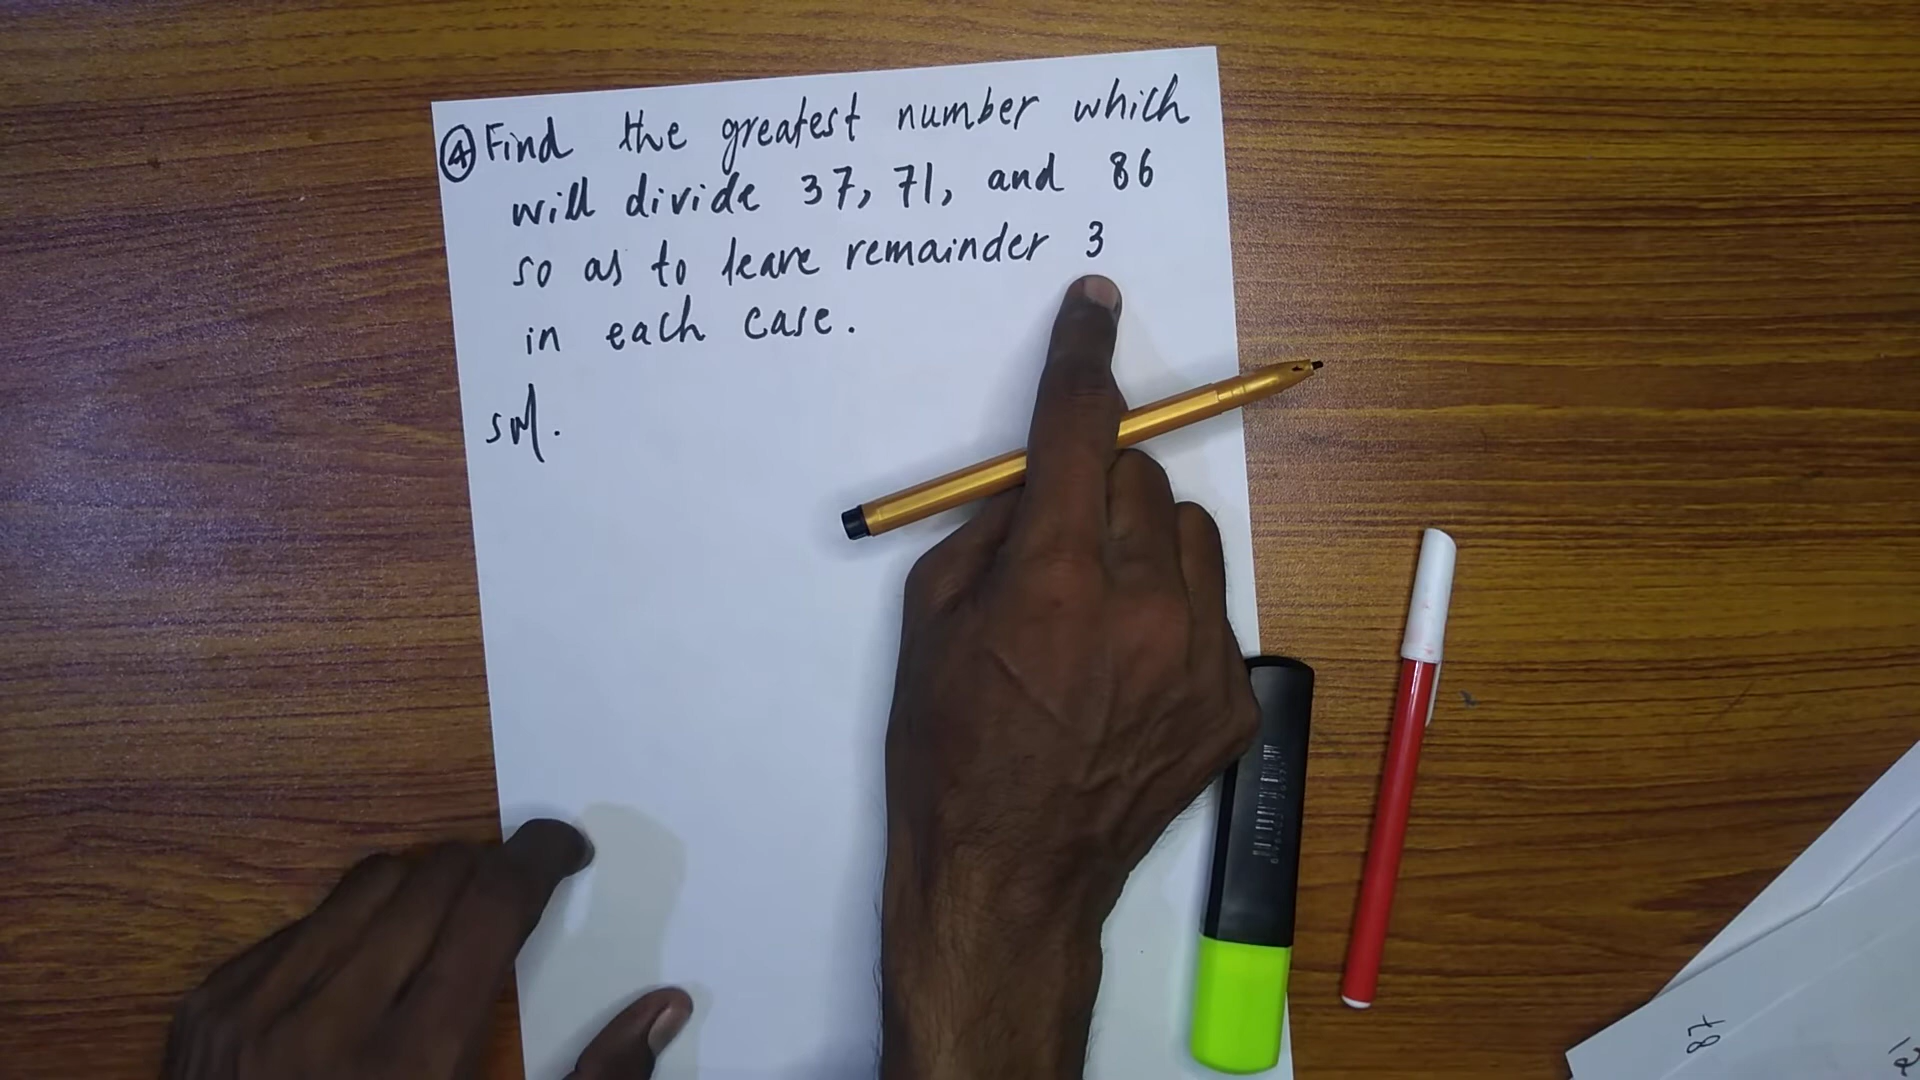 ④ Find the greatest number which
will divide 37, 71, and 86
so as to leave remainder 3
in each case.
sol.
87